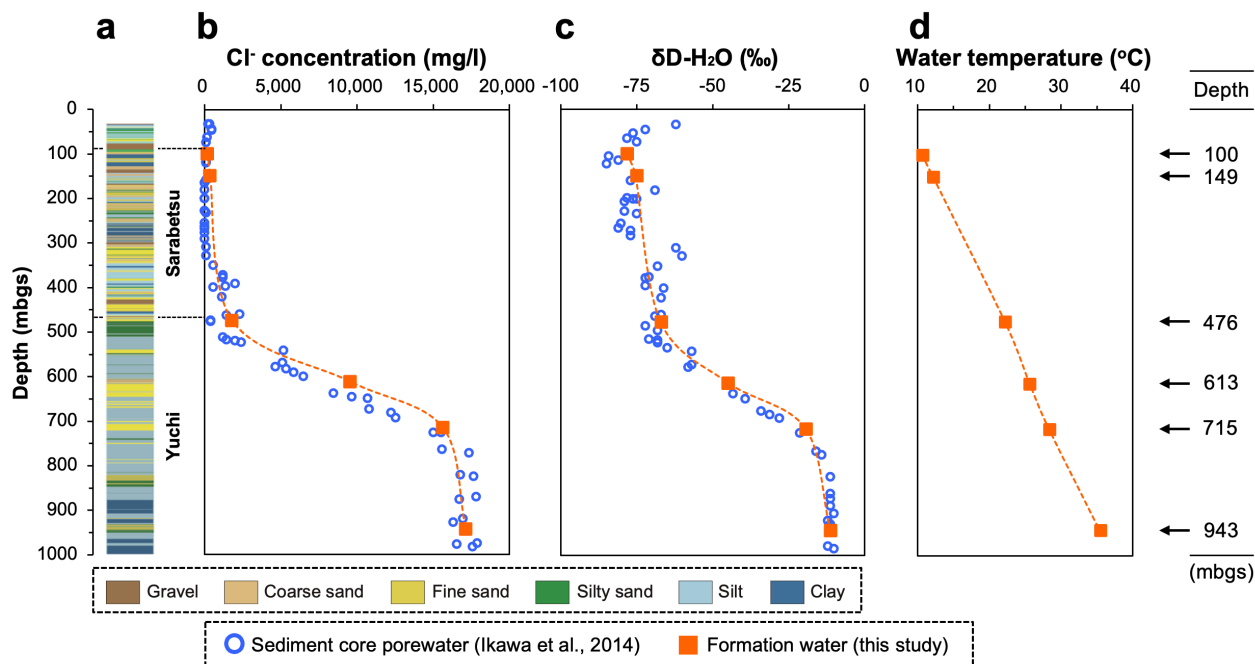 a b c d
Cl⁻ concentration (mg/l) δD-H₂O (‰) Water temperature (°C)
0 5,000 10,000 15,000 20,000 -100 -75 -50 -25 0 10 20 30 40
Depth
Depth (mbgs)
0
100
200
300
400
500
600
700
800
900
1000
Sarabetsu
Yuchi
100
149
476
613
715
943
(mbgs)
Gravel Coarse sand Fine sand Silty sand Silt Clay
Sediment core porewater (Ikawa et al., 2014) Formation water (this study)